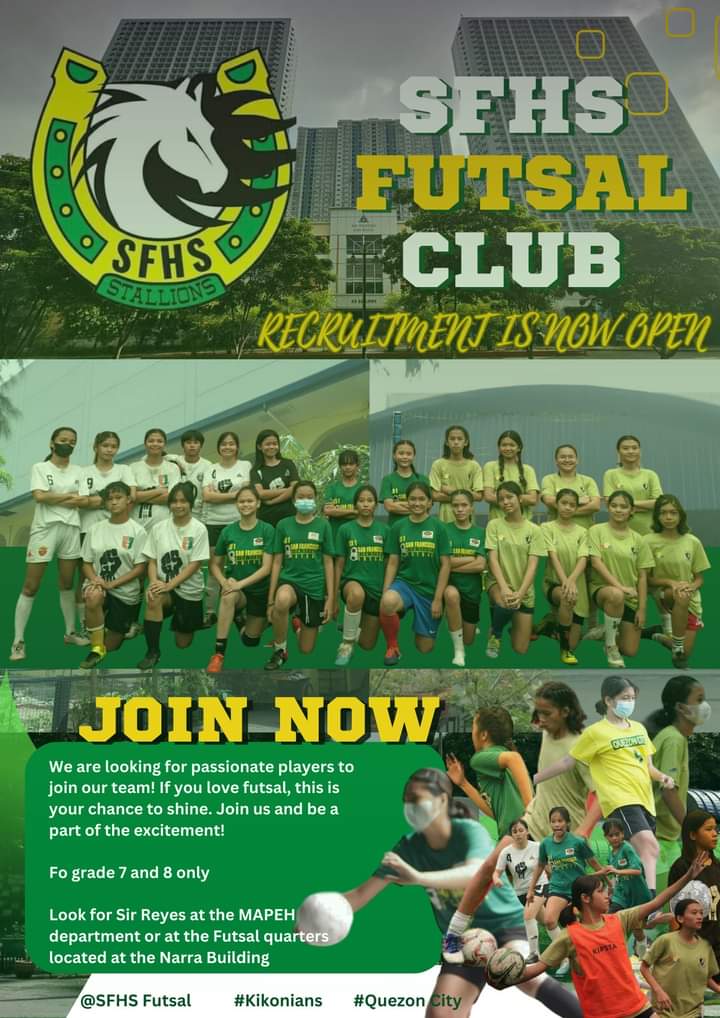 SFHS
STALLIONS
SFHS
FUTSAL
CLUB
RECRUITMENT IS NOW OPEN
JOIN NOW
We are looking for passionate players to
join our team! If you love futsal, this is
your chance to shine. Join us and be a
part of the excitement!
Fo grade 7 and 8 only
Look for Sir Reyes at the MAPEH
department or at the Futsal quarters
located at the Narra Building
QUEZON CITY
KIPSTA
@SFHS Futsal #Kikonians #Quezon City